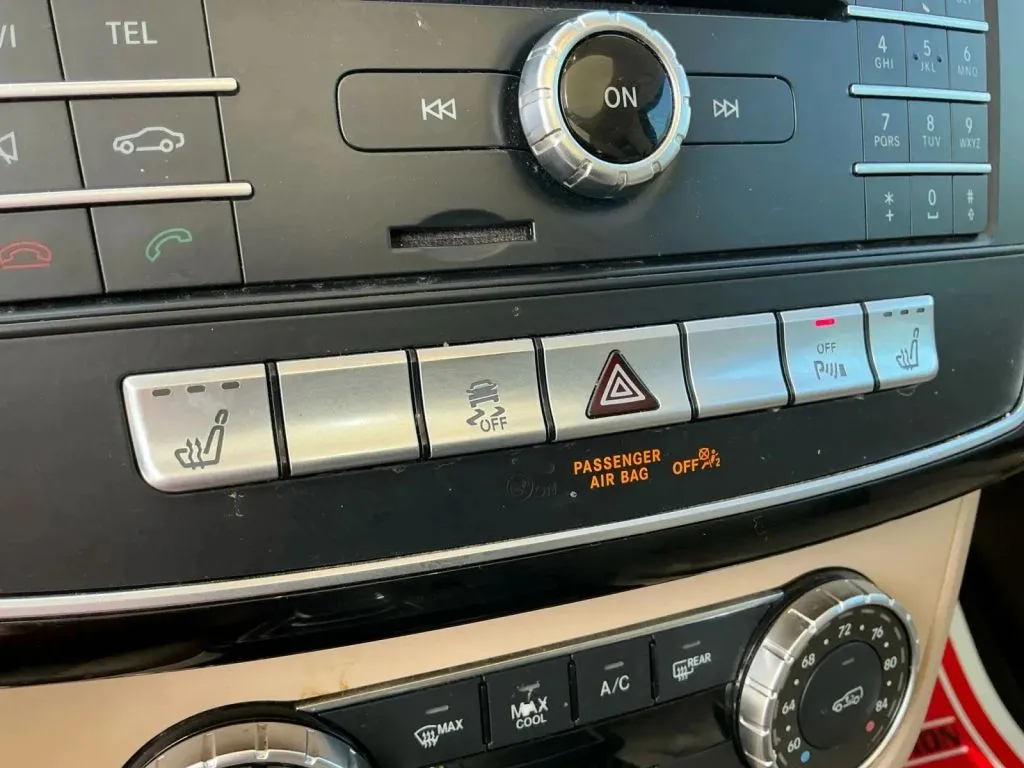 TEL
ON
4
GHI
5
JKL
6
MNO
7
PQRS
8
TUV
9
WXYZ
*
+
0
#
OFF
OFF
PASSENGER
AIR BAG
OFF
2
MAX
MAX
COOL
A/C
REAR
60
64
68
72
76
80
84